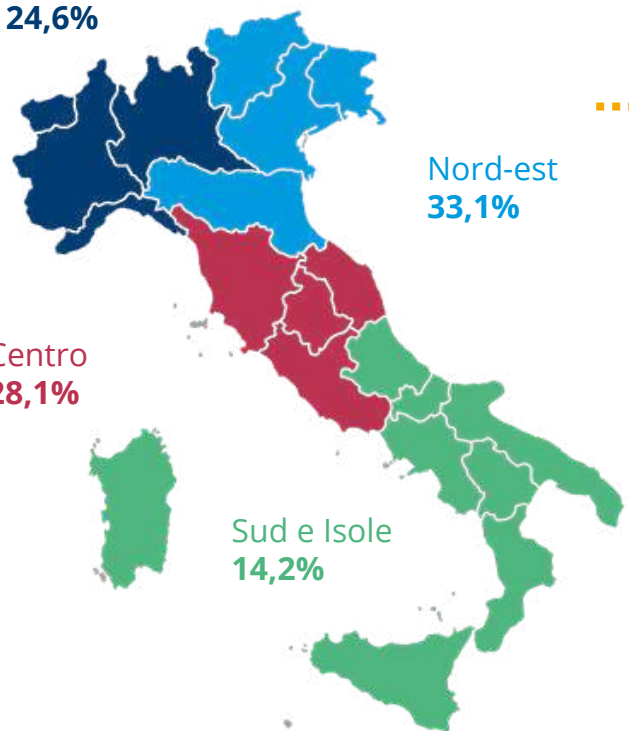 24,6%
Nord-est
33,1%
Centro
28,1%
Sud e Isole
14,2%